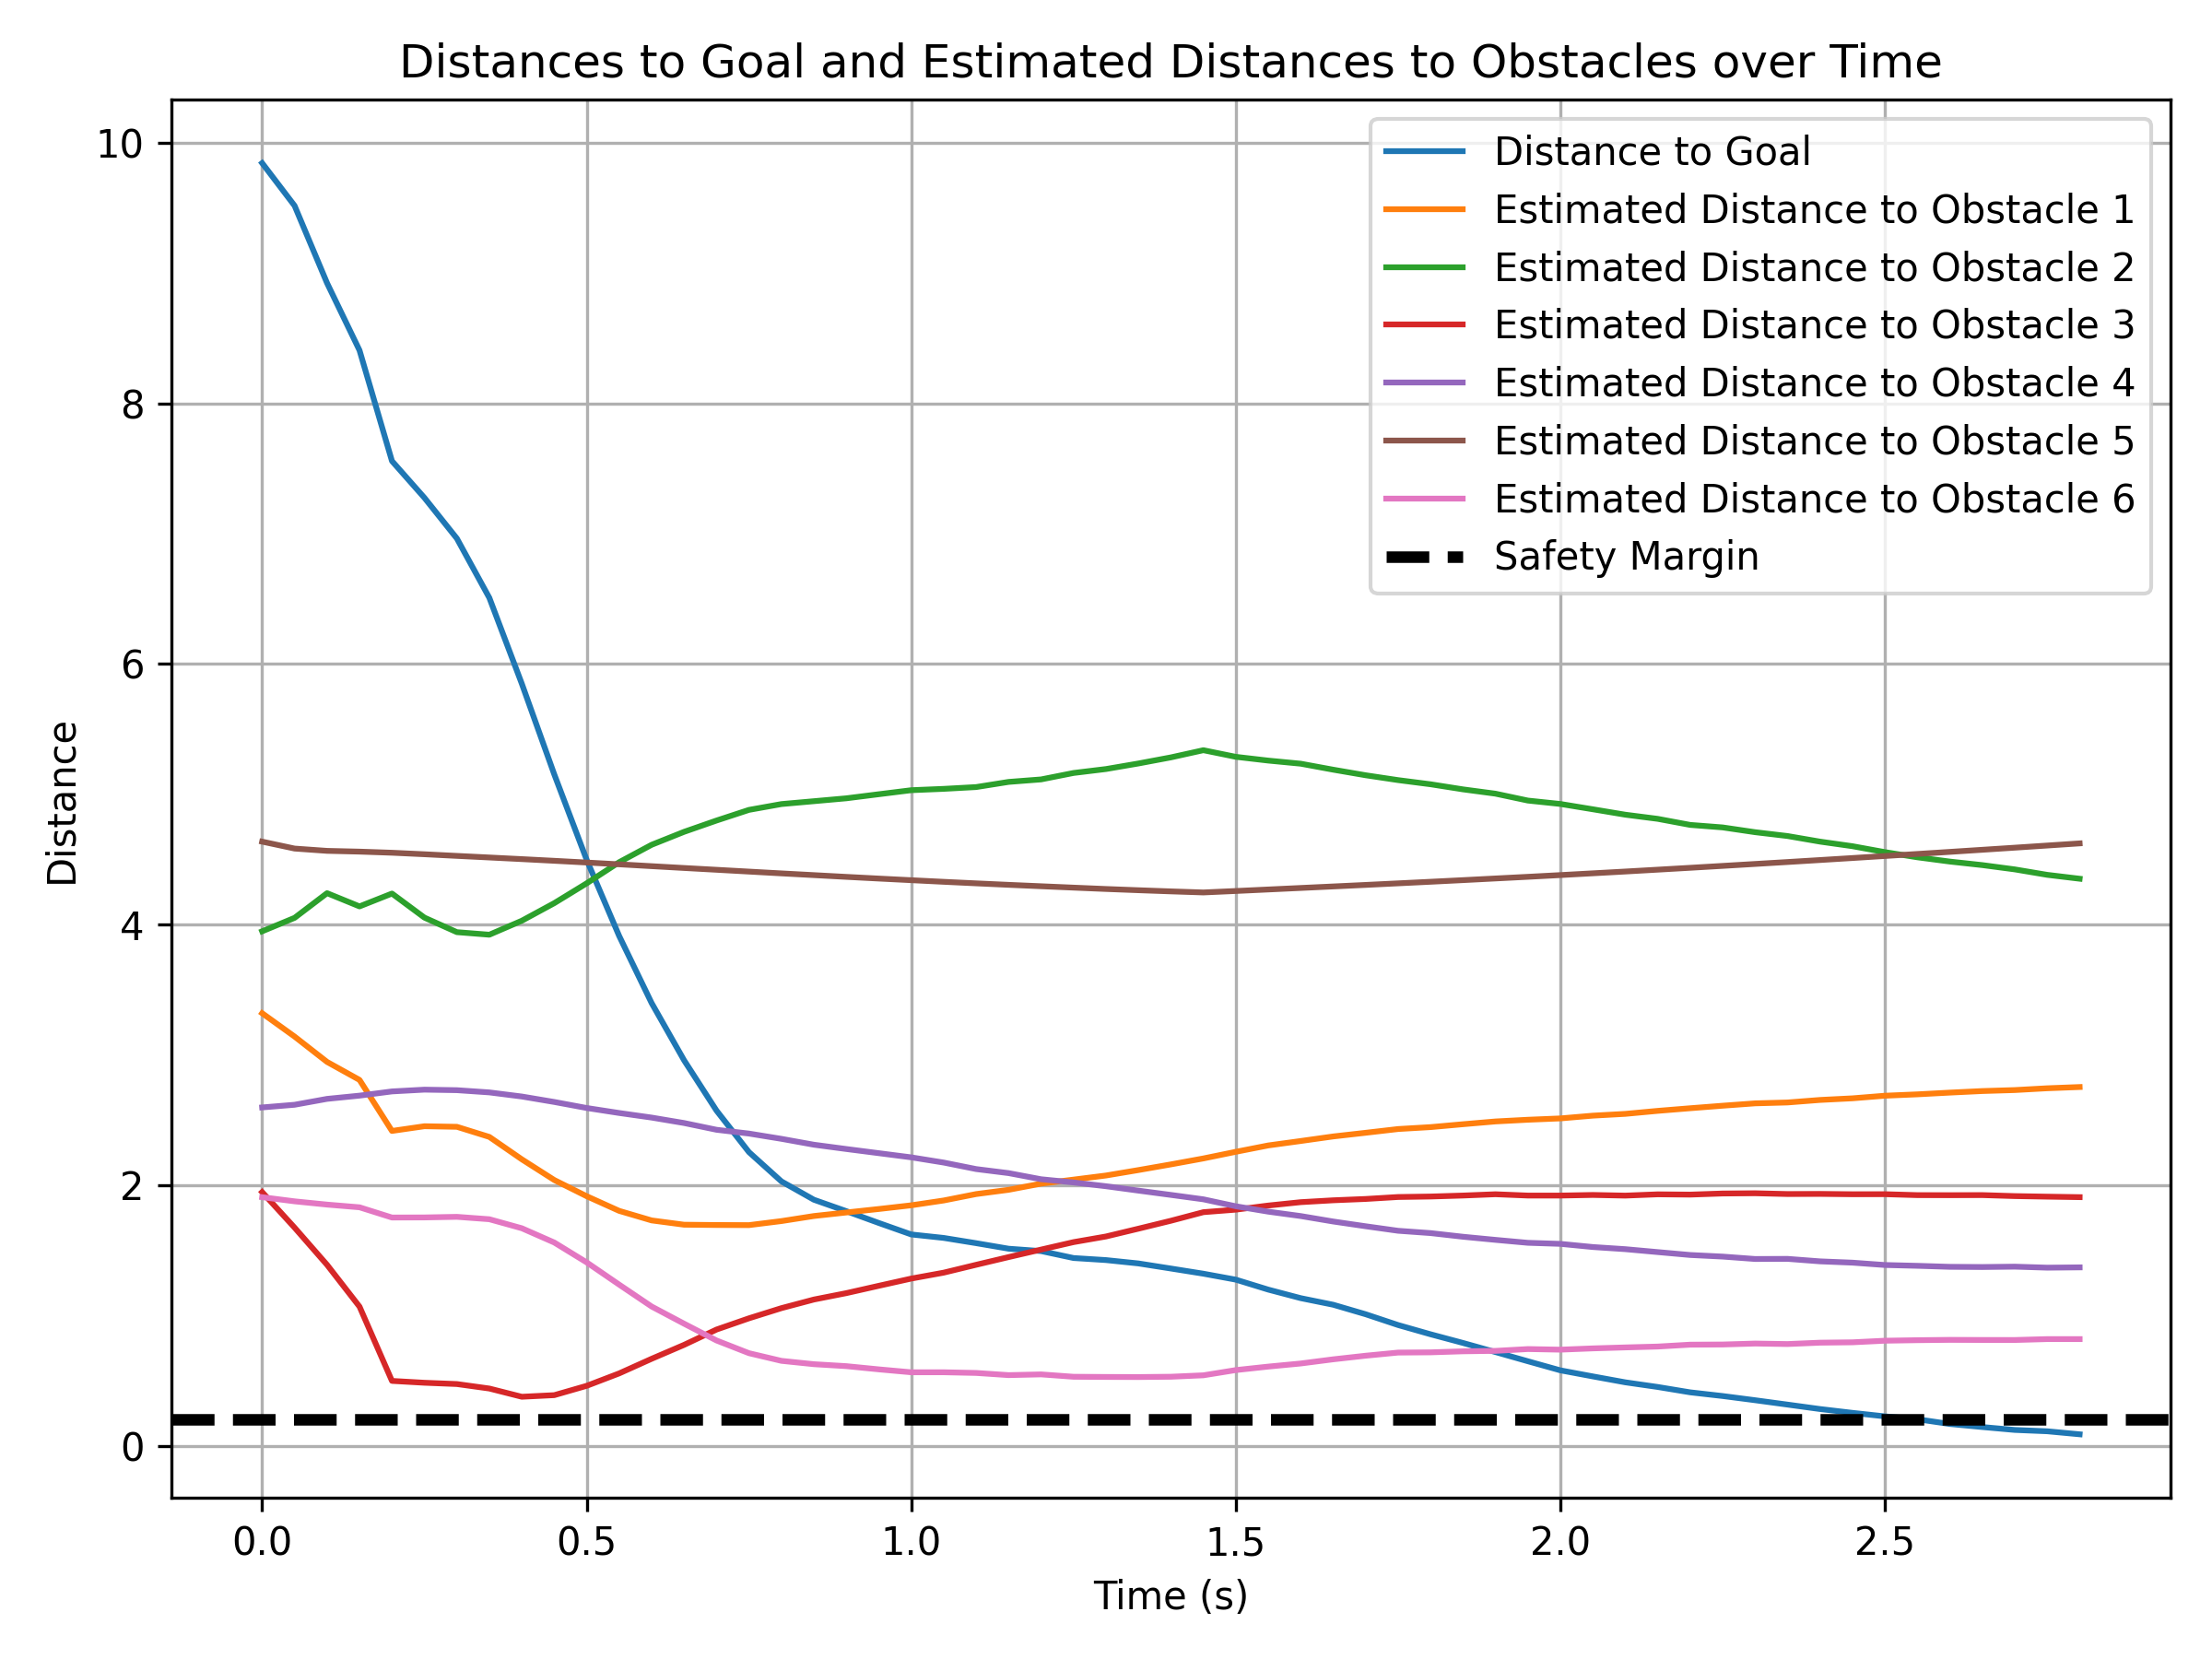 Distances to Goal and Estimated Distances to Obstacles over Time
Distance
10
8
6
4
2
0
Distance to Goal
Estimated Distance to Obstacle 1
Estimated Distance to Obstacle 2
Estimated Distance to Obstacle 3
Estimated Distance to Obstacle 4
Estimated Distance to Obstacle 5
Estimated Distance to Obstacle 6
Safety Margin
0.0 0.5 1.0 1.5 2.0 2.5
Time (s)